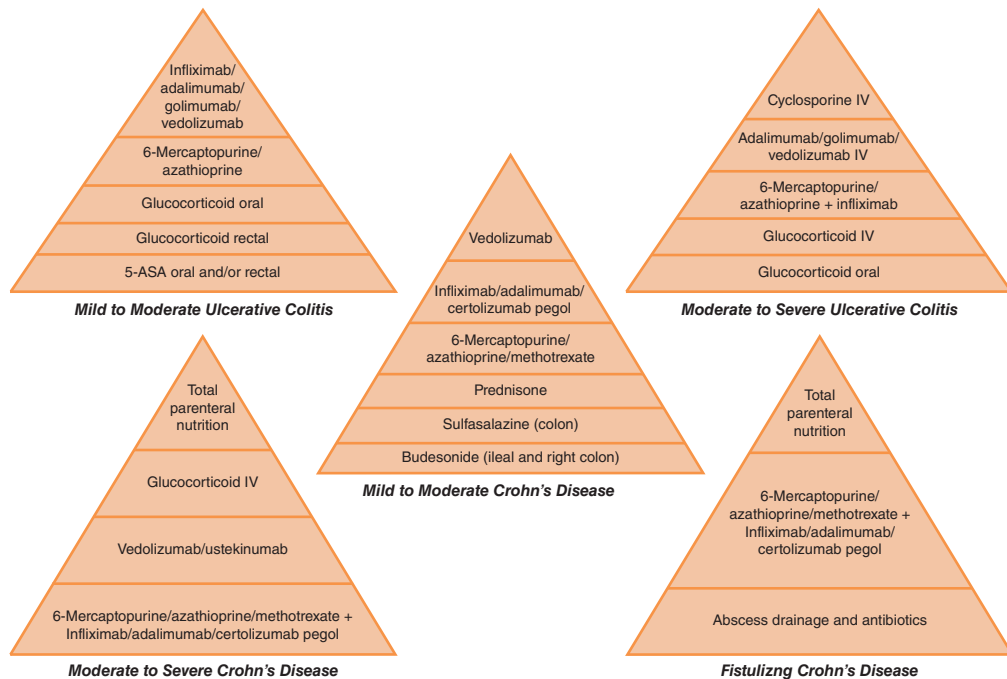 Infliximab/
adalimumab/
golimumab/
vedolizumab
6-Mercaptopurine/
azathioprine
Glucocorticoid oral
Glucocorticoid rectal
5-ASA oral and/or rectal
Mild to Moderate Ulcerative Colitis
Cyclosporine IV
Adalimumab/golimumab/
vedolizumab IV
6-Mercaptopurine/
azathioprine + infliximab
Glucocorticoid IV
Glucocorticoid oral
Moderate to Severe Ulcerative Colitis
Vedolizumab
Infliximab/adalimumab/
certolizumab pegol
6-Mercaptopurine/
azathioprine/methotrexate
Prednisone
Sulfasalazine (colon)
Budesonide (ileal and right colon)
Mild to Moderate Crohn's Disease
Total
parenteral
nutrition
Glucocorticoid IV
Vedolizumab/ustekinumab
6-Mercaptopurine/azathioprine/methotrexate +
Infliximab/adalimumab/certolizumab pegol
Moderate to Severe Crohn's Disease
Total
parenteral
nutrition
6-Mercaptopurine/
azathioprine/methotrexate +
Infliximab/adalimumab/
certolizumab pegol
Abscess drainage and antibiotics
Fistulizng Crohn's Disease